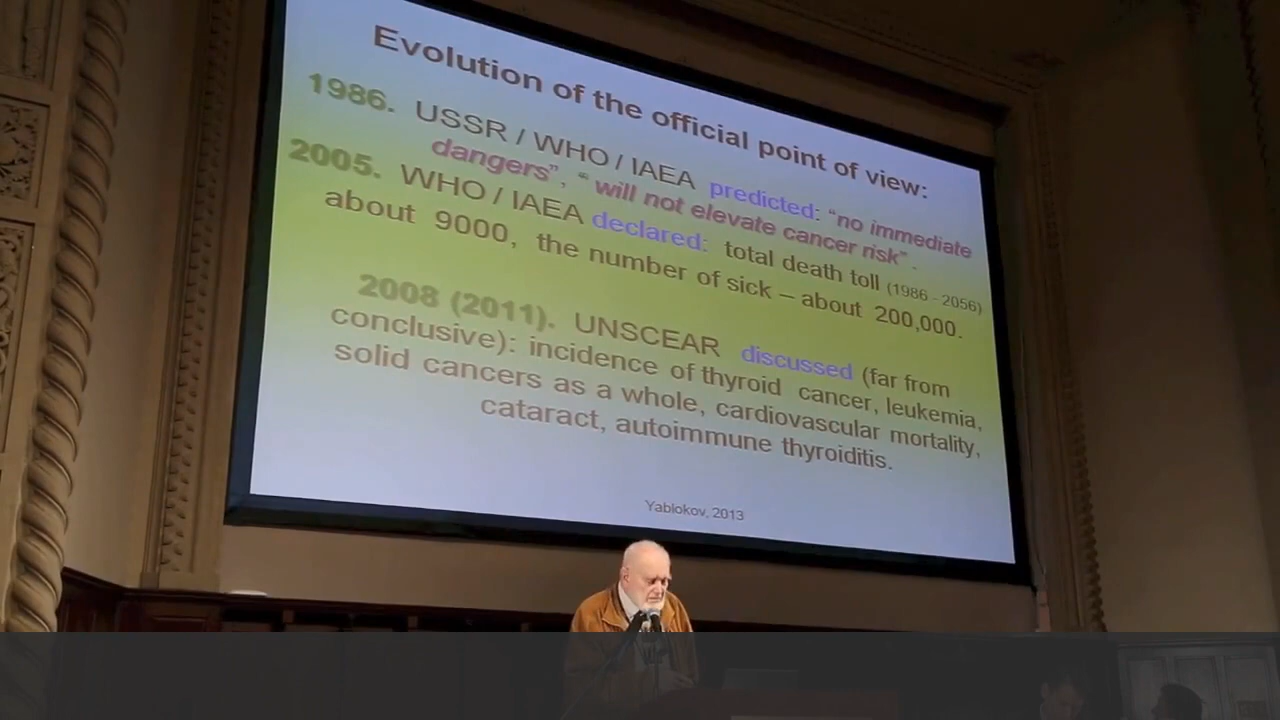 Evolution of the official point of view:
1986. USSR / WHO / IAEA predicted: “no immediate
dangers”, “ will not elevate cancer risk” .
2005. WHO / IAEA declared: total death toll (1986 - 2056)
about 9000, the number of sick – about 200,000.
2008 (2011). UNSCEAR discussed (far from
conclusive): incidence of thyroid cancer, leukemia,
solid cancers as a whole, cardiovascular mortality,
cataract, autoimmune thyroiditis.
Yablokov, 2013